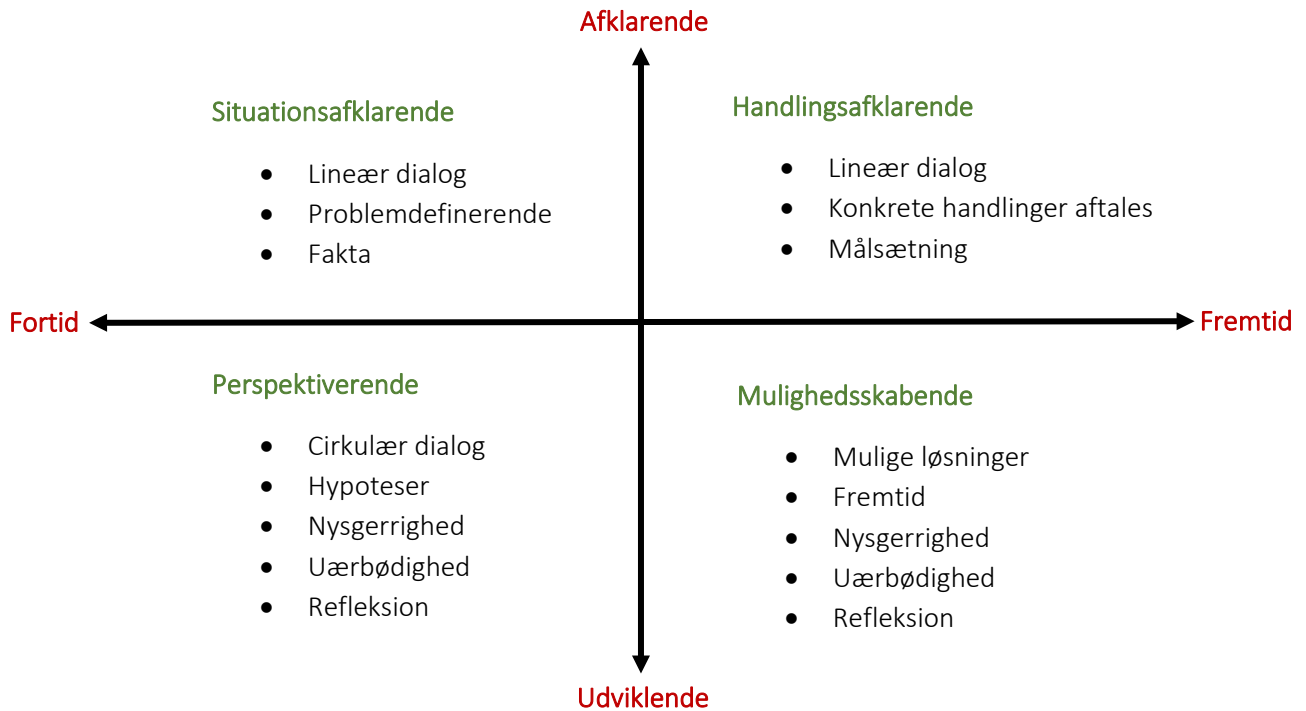 Afklarende
Situationsafklarende
Lineær dialog
Problemdefinerende
Fakta
Handlingsafklarende
Lineær dialog
Konkrete handlinger aftales
Målsætning
Fortid
Fremtid
Perspektiverende
Cirkulær dialog
Hypoteser
Nysgerrighed
Uærbødighed
Refleksion
Mulighedsskabende
Mulige løsninger
Fremtid
Nysgerrighed
Uærbødighed
Refleksion
Udviklende